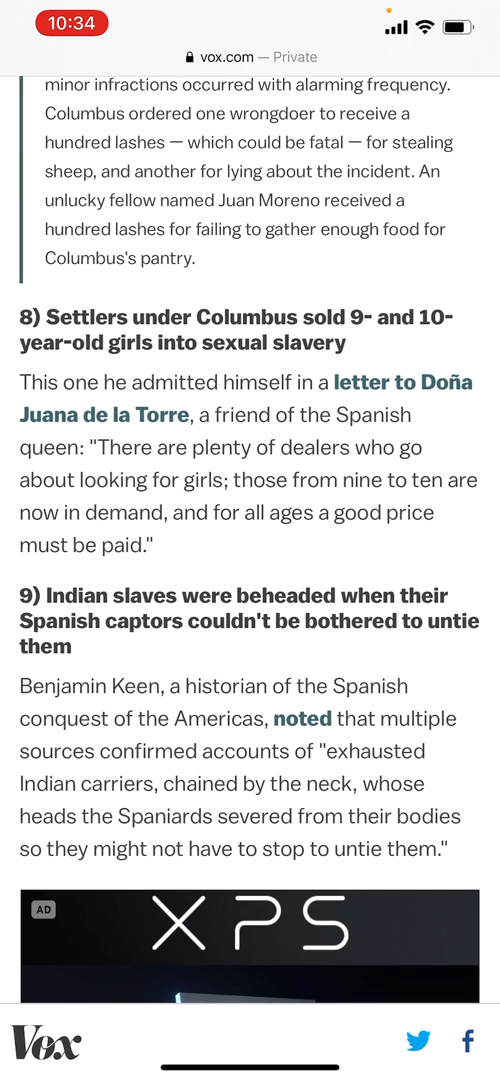 10:34
vox.com — Private
minor infractions occurred with alarming frequency.
Columbus ordered one wrongdoer to receive a
hundred lashes — which could be fatal — for stealing
sheep, and another for lying about the incident. An
unlucky fellow named Juan Moreno received a
hundred lashes for failing to gather enough food for
Columbus's pantry.
8) Settlers under Columbus sold 9- and 10-
year-old girls into sexual slavery
This one he admitted himself in a letter to Doña
Juana de la Torre, a friend of the Spanish
queen: "There are plenty of dealers who go
about looking for girls; those from nine to ten are
now in demand, and for all ages a good price
must be paid."
9) Indian slaves were beheaded when their
Spanish captors couldn't be bothered to untie
them
Benjamin Keen, a historian of the Spanish
conquest of the Americas, noted that multiple
sources confirmed accounts of "exhausted
Indian carriers, chained by the neck, whose
heads the Spaniards severed from their bodies
so they might not have to stop to untie them."
AD
XPS
Vox